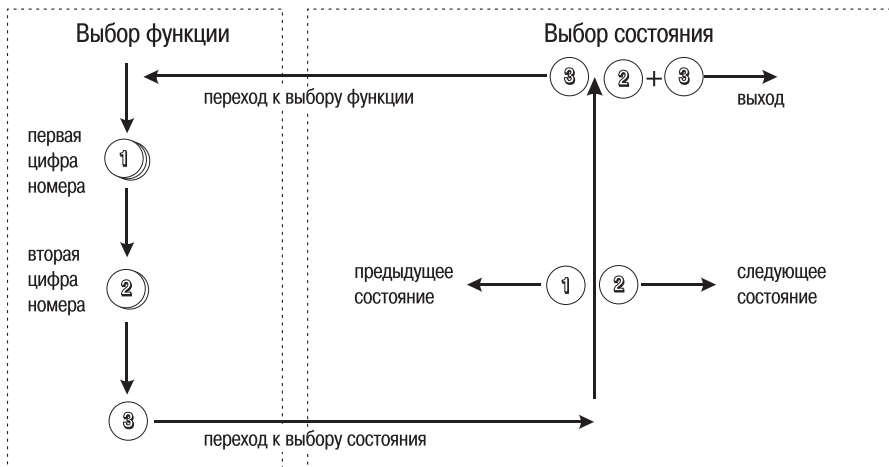 Выбор функции
первая
цифра
номера
1
вторая
цифра
номера
2
3
переход к выбору состояния
Выбор состояния
3 2 + 3
переход к выбору функции
выход
предыдущее
состояние
1 2
следующее
состояние